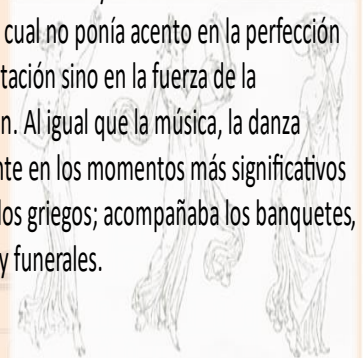 cual no ponía acento en la perfección
tación sino en la fuerza de la
n. Al igual que la música, la danza
nte en los momentos más significativos
los griegos; acompañaba los banquetes,
y funerales.